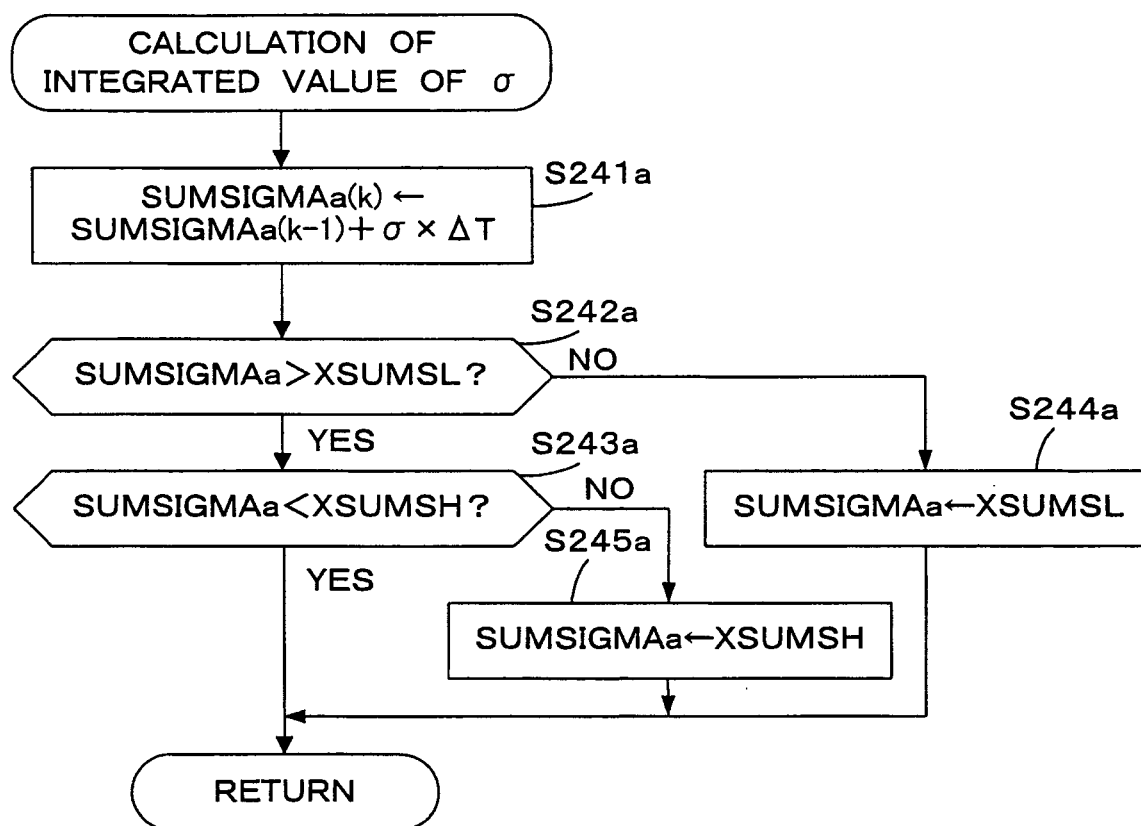 CALCULATION OF
INTEGRATED VALUE OF σ
S241a
SUMSIGMAa(k) ←
SUMSIGMAa(k-1)+ σ × ΔT
S242a
SUMSIGMAa>XSUMSL?
NO
YES
S243a
SUMSIGMAa<XSUMSH?
NO
YES
S244a
SUMSIGMAa←XSUMSL
S245a
SUMSIGMAa←XSUMSH
RETURN